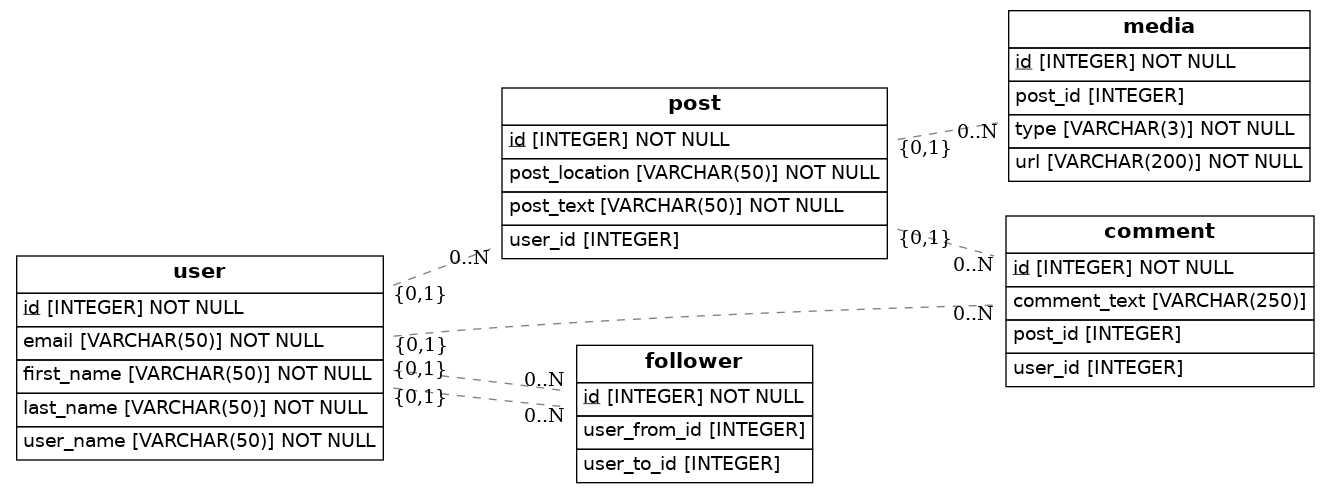 media
id [INTEGER] NOT NULL
post_id [INTEGER]
type [VARCHAR(3)] NOT NULL
url [VARCHAR(200)] NOT NULL
post
id [INTEGER] NOT NULL
post_location [VARCHAR(50)] NOT NULL
post_text [VARCHAR(50)] NOT NULL
user_id [INTEGER]
0..N
{0,1}
comment
id [INTEGER] NOT NULL
comment_text [VARCHAR(250)]
post_id [INTEGER]
user_id [INTEGER]
{0,1}
0..N
user
id [INTEGER] NOT NULL
email [VARCHAR(50)] NOT NULL
first_name [VARCHAR(50)] NOT NULL
last_name [VARCHAR(50)] NOT NULL
user_name [VARCHAR(50)] NOT NULL
0..N
{0,1}
0..N
{0,1}
{0,1}
0..N
{0,1}
0..N
follower
id [INTEGER] NOT NULL
user_from_id [INTEGER]
user_to_id [INTEGER]